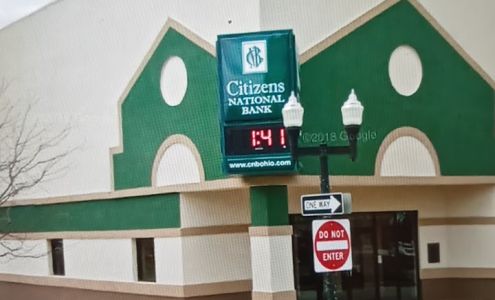 Citizens
NATIONAL
BANK
1:41
www.cnbohio.com
©2018 Google
ONE WAY
DO NOT
ENTER